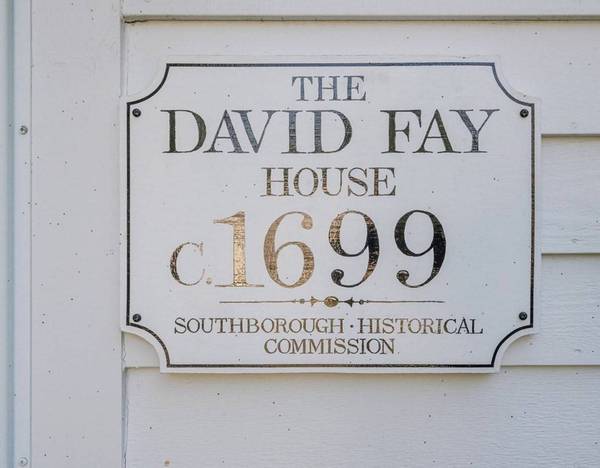 THE
DAVID FAY
HOUSE
C.1699
SOUTHBOROUGH · HISTORICAL
COMMISSION